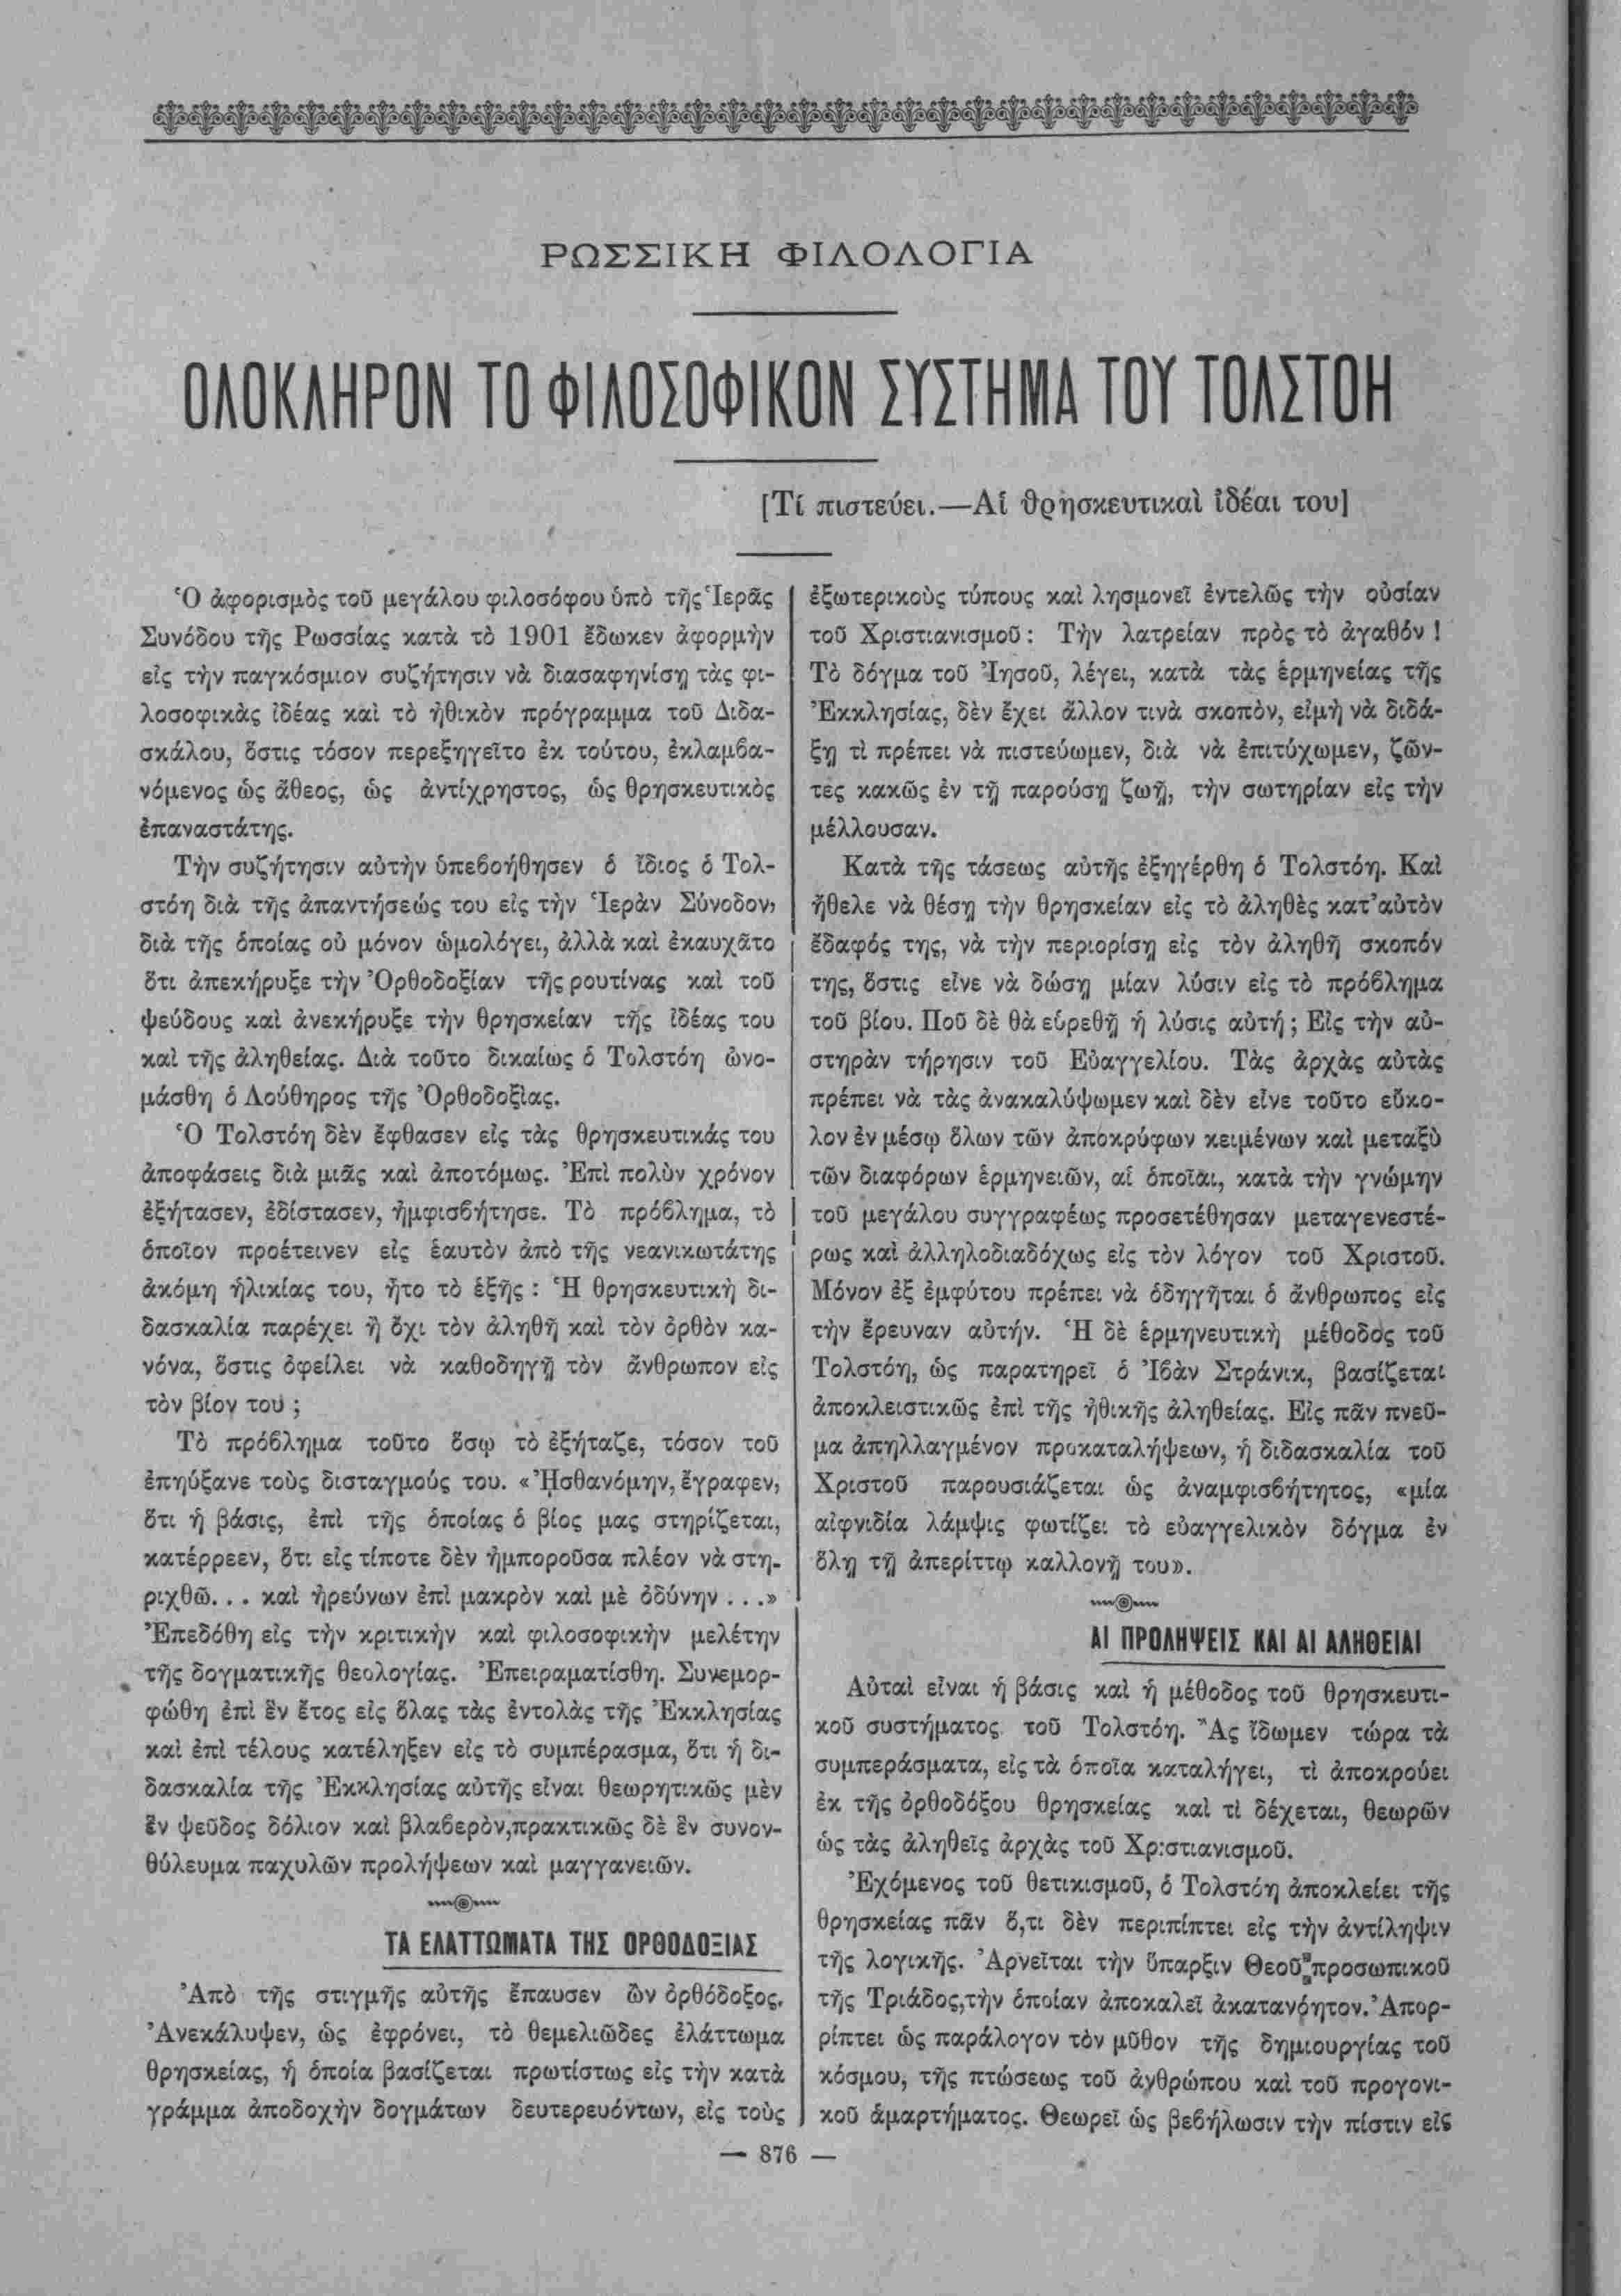 ΡΩΣΣΙΚΗ ΦΙΛΟΛΟΓΙΑ
ΟΛΟΚΛΗΡΟΝ ΤΟ ΦΙΛΟΣΟΦΙΚΟΝ ΣΥΣΤΗΜΑ ΤΟΥ ΤΟΛΣΤΟΗ
[Τί πιστεύει.—Αἱ θρησκευτικαὶ ἰδέαι του]
Ὁ ἀφορισμὸς τοῦ μεγάλου φιλοσόφου ὑπὸ τῆς Ἱερᾶς
Συνόδου τῆς Ρωσσίας κατὰ τὸ 1901 ἔδωκεν ἀφορμὴν
εἰς τὴν παγκόσμιον συζήτησιν νὰ διασαφηνίσῃ τὰς φι-
λοσοφικὰς ἰδέας καὶ τὸ ἠθικὸν πρόγραμμα τοῦ Διδα-
σκάλου, ὅστις τόσον περεξηγεῖτο ἐκ τούτου, ἐκλαμβα-
νόμενος ὡς ἄθεος, ὡς ἀντίχρηστος, ὡς θρησκευτικὸς
ἐπαναστάτης.
Τὴν συζήτησιν αὐτὴν ὑπεβοήθησεν ὁ ἴδιος ὁ Τολ-
στόη διὰ τῆς ἀπαντήσεώς του εἰς τὴν Ἱερὰν Σύνοδον,
διὰ τῆς ὁποίας οὐ μόνον ὡμολόγει, ἀλλὰ καὶ ἐκαυχᾶτο
ὅτι ἀπεκήρυξε τὴν Ὀρθοδοξίαν τῆς ρουτίνας καὶ τοῦ
ψεύδους καὶ ἀνεκήρυξε τὴν θρησκείαν τῆς ἰδέας του
καὶ τῆς ἀληθείας. Διὰ τοῦτο δικαίως ὁ Τολστόη ὠνο-
μάσθη ὁ Λούθηρος τῆς Ὀρθοδοξίας.
Ὁ Τολστόη δὲν ἔφθασεν εἰς τὰς θρησκευτικάς του
ἀποφάσεις διὰ μιᾶς καὶ ἀποτόμως. Ἐπὶ πολὺν χρόνον
ἐξήτασεν, ἐδίστασεν, ἠμφισβήτησε. Τὸ πρόβλημα, τὸ
ὁποῖον προέτεινεν εἰς ἑαυτὸν ἀπὸ τῆς νεανικωτάτης
ἀκόμη ἡλικίας του, ἦτο τὸ ἑξῆς : Ἡ θρησκευτικὴ δι-
δασκαλία παρέχει ἢ ὄχι τὸν ἀληθῆ καὶ τὸν ὀρθὸν κα-
νόνα, ὅστις ὀφείλει νὰ καθοδηγῇ τὸν ἄνθρωπον εἰς
τὸν βίον του ;
Τὸ πρόβλημα τοῦτο ὅσῳ τὸ ἐξήταζε, τόσον τοῦ
ἐπηύξανε τοὺς δισταγμούς του. «Ἠσθανόμην, ἔγραφεν,
ὅτι ἡ βάσις, ἐπὶ τῆς ὁποίας ὁ βίος μας στηρίζεται,
κατέρρεεν, ὅτι εἰς τίποτε δὲν ἠμποροῦσα πλέον νὰ στη-
ριχθῶ... καὶ ἠρεύνων ἐπὶ μακρὸν καὶ μὲ ὀδύνην ...»
Ἐπεδόθη εἰς τὴν κριτικὴν καὶ φιλοσοφικὴν μελέτην
τῆς δογματικῆς θεολογίας. Ἐπειραματίσθη. Συνεμορ-
φώθη ἐπὶ ἓν ἔτος εἰς ὅλας τὰς ἐντολὰς τῆς Ἐκκλησίας
καὶ ἐπὶ τέλους κατέληξεν εἰς τὸ συμπέρασμα, ὅτι ἡ δι-
δασκαλία τῆς Ἐκκλησίας αὐτῆς εἶναι θεωρητικῶς μὲν
ἓν ψεῦδος δόλιον καὶ βλαβερὸν,πρακτικῶς δὲ ἓν συνον-
θύλευμα παχυλῶν προλήψεων καὶ μαγγανειῶν.
ΤΑ ΕΛΑΤΤΩΜΑΤΑ ΤΗΣ ΟΡΘΟΔΟΞΙΑΣ
Ἀπὸ τῆς στιγμῆς αὐτῆς ἔπαυσεν ὢν ὀρθόδοξος.
Ἀνεκάλυψεν, ὡς ἐφρόνει, τὸ θεμελιῶδες ἐλάττωμα
θρησκείας, ἡ ὁποία βασίζεται πρωτίστως εἰς τὴν κατὰ
γράμμα ἀποδοχὴν δογμάτων δευτερευόντων, εἰς τοὺς
ἐξωτερικοὺς τύπους καὶ λησμονεῖ ἐντελῶς τὴν οὐσίαν
τοῦ Χριστιανισμοῦ : Τὴν λατρείαν πρὸς τὸ ἀγαθόν !
Τὸ δόγμα τοῦ Ἰησοῦ, λέγει, κατὰ τὰς ἑρμηνείας τῆς
Ἐκκλησίας, δὲν ἔχει ἄλλον τινὰ σκοπὸν, εἰμὴ νὰ διδά-
ξῃ τὶ πρέπει νὰ πιστεύωμεν, διὰ νὰ ἐπιτύχωμεν, ζῶν-
τες κακῶς ἐν τῇ παρούσῃ ζωῇ, τὴν σωτηρίαν εἰς τὴν
μέλλουσαν.
Κατὰ τῆς τάσεως αὐτῆς ἐξηγέρθη ὁ Τολστόη. Καὶ
ἤθελε νὰ θέσῃ τὴν θρησκείαν εἰς τὸ ἀληθὲς κατ'αὐτὸν
ἔδαφός της, νὰ τὴν περιορίσῃ εἰς τὸν ἀληθῆ σκοπόν
της, ὅστις εἶνε νὰ δώσῃ μίαν λύσιν εἰς τὸ πρόβλημα
τοῦ βίου. Ποῦ δὲ θὰ εὑρεθῇ ἡ λύσις αὐτή ; Εἰς τὴν αὐ-
στηρὰν τήρησιν τοῦ Εὐαγγελίου. Τὰς ἀρχὰς αὐτὰς
πρέπει νὰ τὰς ἀνακαλύψωμεν καὶ δὲν εἶνε τοῦτο εὔκο-
λον ἐν μέσῳ ὅλων τῶν ἀποκρύφων κειμένων καὶ μεταξὺ
τῶν διαφόρων ἑρμηνειῶν, αἱ ὁποῖαι, κατὰ τὴν γνώμην
τοῦ μεγάλου συγγραφέως προσετέθησαν μεταγενεστέ-
ρως καὶ ἀλληλοδιαδόχως εἰς τὸν λόγον τοῦ Χριστοῦ.
Μόνον ἐξ ἐμφύτου πρέπει νὰ ὁδηγῆται ὁ ἄνθρωπος εἰς
τὴν ἔρευναν αὐτήν. Ἡ δὲ ἑρμηνευτικὴ μέθοδος τοῦ
Τολστόη, ὡς παρατηρεῖ ὁ Ἰβὰν Στράνικ, βασίζεται
ἀποκλειστικῶς ἐπὶ τῆς ἠθικῆς ἀληθείας. Εἰς πᾶν πνεῦ-
μα ἀπηλλαγμένον προκαταλήψεων, ἡ διδασκαλία τοῦ
Χριστοῦ παρουσιάζεται ὡς ἀναμφισβήτητος, «μία
αἰφνιδία λάμψις φωτίζει τὸ εὐαγγελικὸν δόγμα ἐν
ὅλῃ τῇ ἀπερίττῳ καλλονῇ του».
ΑΙ ΠΡΟΛΗΨΕΙΣ ΚΑΙ ΑΙ ΑΛΗΘΕΙΑΙ
Αὐταὶ εἶναι ἡ βάσις καὶ ἡ μέθοδος τοῦ θρησκευτι-
κοῦ συστήματος τοῦ Τολστόη. Ἂς ἴδωμεν τώρα τὰ
συμπεράσματα, εἰς τὰ ὁποῖα καταλήγει, τὶ ἀποκρούει
ἐκ τῆς ὀρθοδόξου θρησκείας καὶ τὶ δέχεται, θεωρῶν
ὡς τὰς ἀληθεῖς ἀρχὰς τοῦ Χριστιανισμοῦ.
Ἐχόμενος τοῦ θετικισμοῦ, ὁ Τολστόη ἀποκλείει τῆς
θρησκείας πᾶν ὅ,τι δὲν περιπίπτει εἰς τὴν ἀντίληψιν
τῆς λογικῆς. Ἀρνεῖται τὴν ὕπαρξιν Θεοῦ προσωπικοῦ
τῆς Τριάδος,τὴν ὁποίαν ἀποκαλεῖ ἀκατανόητον.Ἀπορ-
ρίπτει ὡς παράλογον τὸν μῦθον τῆς δημιουργίας τοῦ
κόσμου, τῆς πτώσεως τοῦ ἀνθρώπου καὶ τοῦ προγονι-
κοῦ ἁμαρτήματος. Θεωρεῖ ὡς βεβήλωσιν τὴν πίστιν εἰς
— 876 —